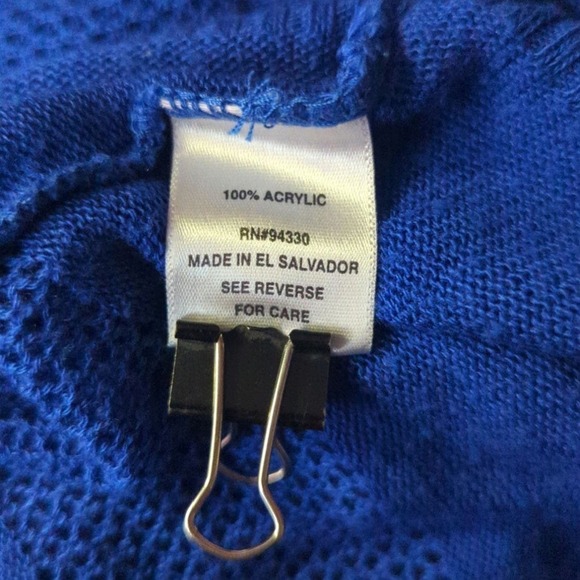 100% ACRYLIC
RN#94330
MADE IN EL SALVADOR
SEE REVERSE
FOR CARE